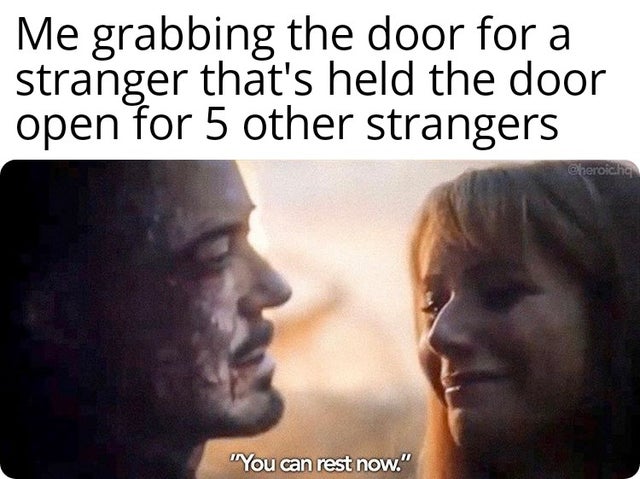 Me grabbing the door for a
stranger that's held the door
open for 5 other strangers
@heroic.hq
"You can rest now."